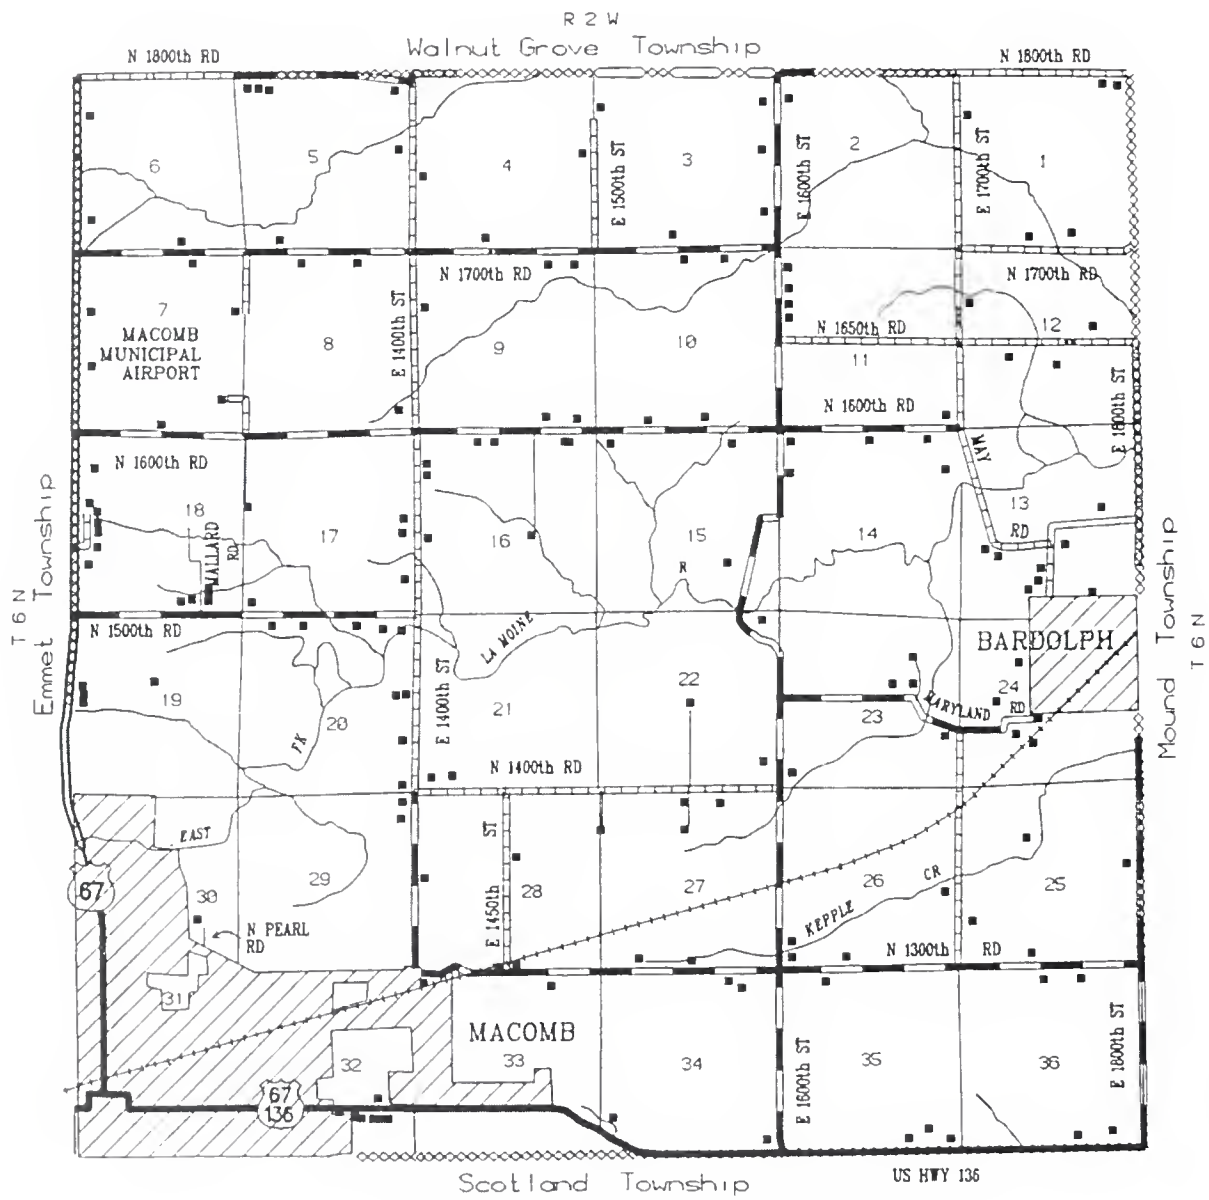 R 2 W
Walnut Grove Township
N 1800th RD
N 1800th RD
6
5
4
3
2
1
E 1500th ST
E 1600th ST
E 1700th ST
N 1700th RD
N 1700th RD
7
MACOMB
MUNICIPAL
AIRPORT
8
E 1400th ST
9
10
N 1650th RD
11
12
N 1600th RD
E 1800th ST
N 1600th RD
MAY
RD
18
MALLARD
RD
17
16
15
14
13
R
LA MOINE
T 6 N
Emmet Township
Mound Township
T 6 N
N 1500th RD
BARDOLPH
19
20
FK
E 1400th ST
21
22
23
24
MARYLAND
RD
N 1400th RD
EAST
67
30
29
E 1450th ST
28
27
26
25
KEPPLE
CR
N PEARL
RD
N 1300th RD
31
MACOMB
32
33
34
35
36
67
136
E 1600th ST
E 1800th ST
US HWY 136
Scotland Township